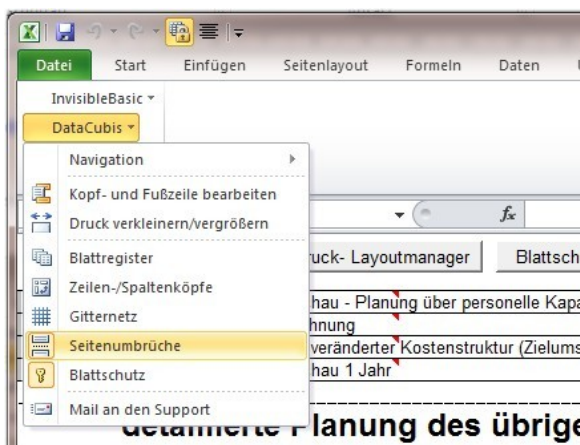 Datei Start Einfügen Seitenlayout Formeln Daten
InvisibleBasic
DataCubis
Navigation
Kopf- und Fußzeile bearbeiten
Druck verkleinern/vergrößern
fx
Blattregister
ruck- Layoutmanager Blattsch
Zeilen-/Spaltenköpfe
hau - Planung über personelle Kapa
Gitternetz
hnung
Seitenumbrüche
veränderter Kostenstruktur (Zielums
Blattschutz
hau 1 Jahr
Mail an den Support
detaillierte Planung des übrige